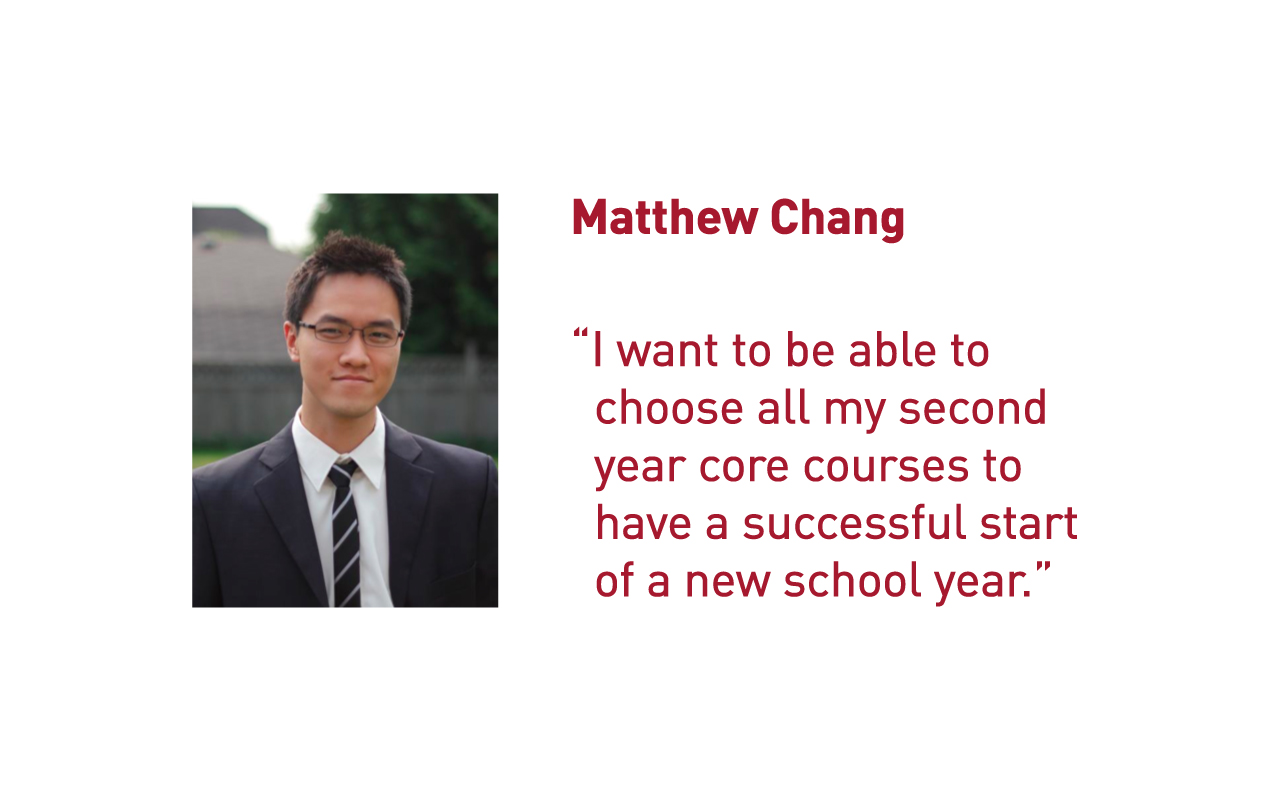 Matthew Chang
“I want to be able to
choose all my second
year core courses to
have a successful start
of a new school year.”